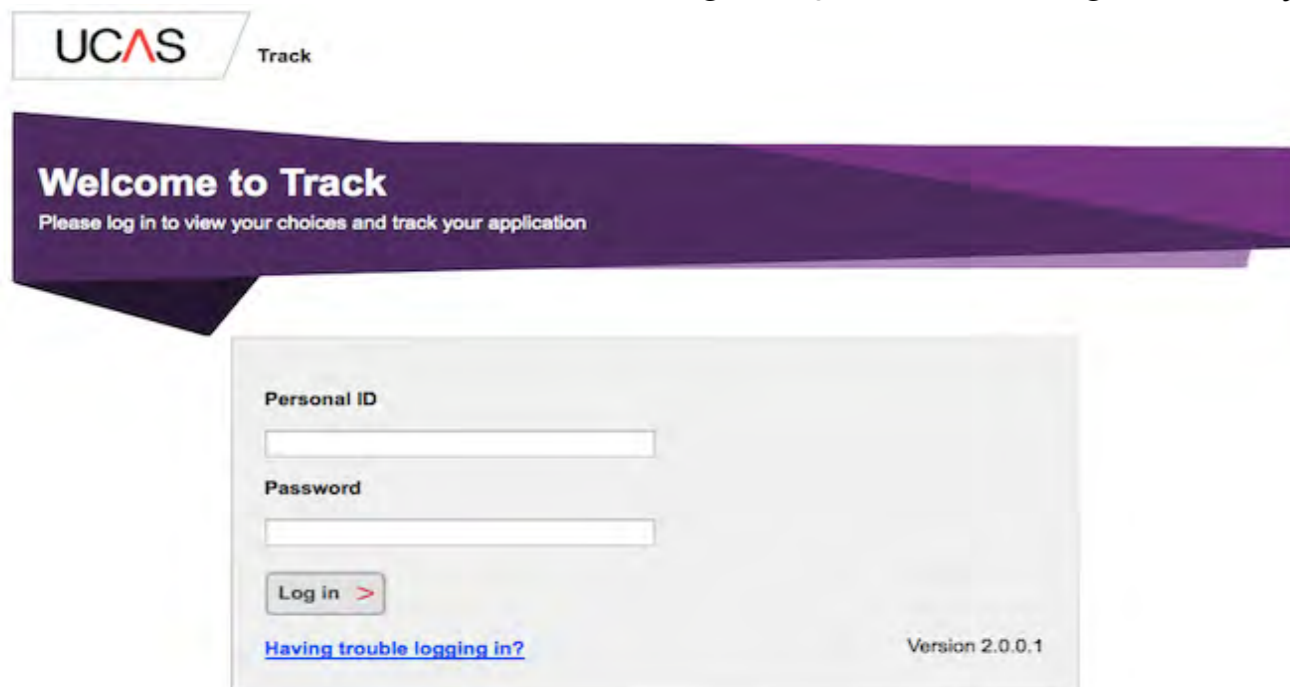 UCAS Track
Welcome to Track
Please log in to view your choices and track your application
Personal ID
Password
Log in >
Having trouble logging in?
Version 2.0.0.1